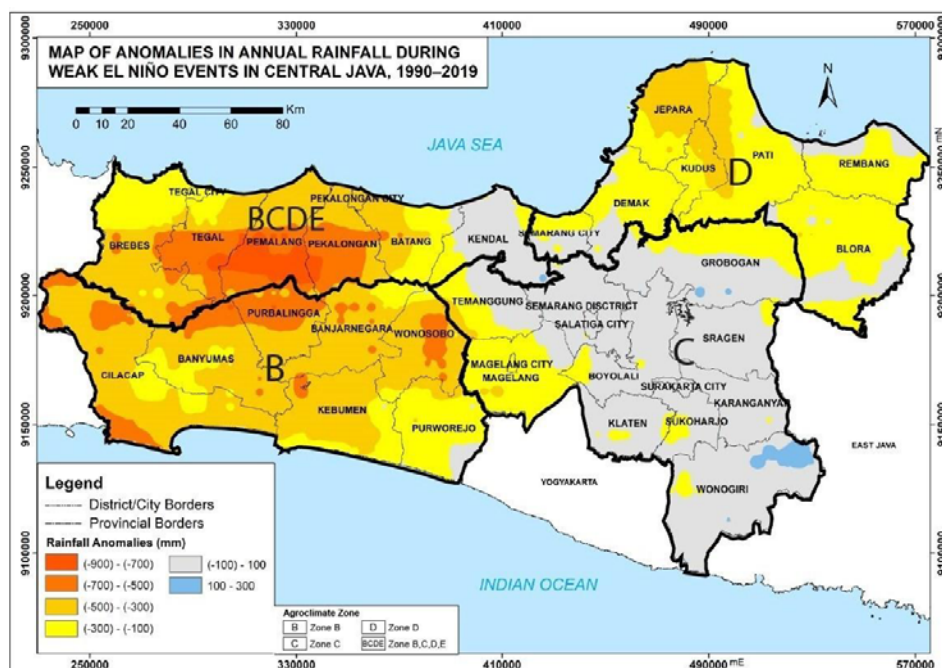 250000 330000 410000 490000 570000
9300000
9300000
MAP OF ANOMALIES IN ANNUAL RAINFALL DURING
WEAK EL NIÑO EVENTS IN CENTRAL JAVA, 1990–2019
Km
0 5 10 20 40 60 80
N
JAVA SEA
JEPARA
PATI
KUDUS
D
REMBANG
DEMAK
TEGAL CITY
PEKALONGAN CITY
BCDE
BREBES
TEGAL
PEMALANG
PEKALONGAN
BATANG
KENDAL
SEMARANG CITY
BLORA
GROBOGAN
TEMANGGUNG
SEMARANG DISCTRICT
SALATIGA CITY
PURBALINGGA
BANJARNEGARA
WONOSOBO
SRAGEN
C
CILACAP
BANYUMAS
B
MAGELANG CITY
MAGELANG
BOYOLALI
SURAKARTA CITY
KARANGANYAR
KEBUMEN
PURWOREJO
KLATEN
SUKOHARJO
EAST JAVA
YOGYAKARTA
WONOGIRI
INDIAN OCEAN
9250000
9200000
9150000
9100000
Legend
District/City Borders
Provincial Borders
Rainfall Anomalies (mm)
(-900) - (-700)
(-700) - (-500)
(-500) - (-300)
(-300) - (-100)
(-100) - 100
100 - 300
Agroclimate Zone
B Zone B
C Zone C
D Zone D
BCDE Zone B,C,D,E
250000 330000 410000 490000 mE 570000